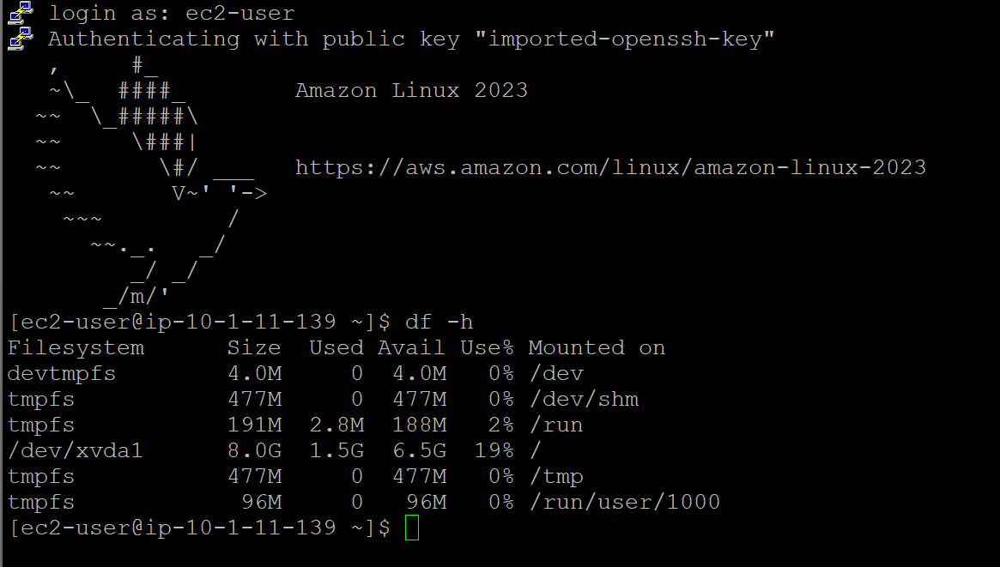 login as: ec2-user
Authenticating with public key "imported-openssh-key"
   ,     #_
   ~\_  ####_        Amazon Linux 2023
  ~~  \_#####\
  ~~     \###|
  ~~       \#/ ___   https://aws.amazon.com/linux/amazon-linux-2023
   ~~       V~' '->
    ~~~         /
      ~~._.   _/
         _/ _/
       _/m/'
[ec2-user@ip-10-1-11-139 ~]$ df -h
Filesystem      Size  Used Avail Use% Mounted on
devtmpfs        4.0M     0  4.0M   0% /dev
tmpfs           477M     0  477M   0% /dev/shm
tmpfs           191M  2.8M  188M   2% /run
/dev/xvda1      8.0G  1.5G  6.5G  19% /
tmpfs           477M     0  477M   0% /tmp
tmpfs            96M     0   96M   0% /run/user/1000
[ec2-user@ip-10-1-11-139 ~]$